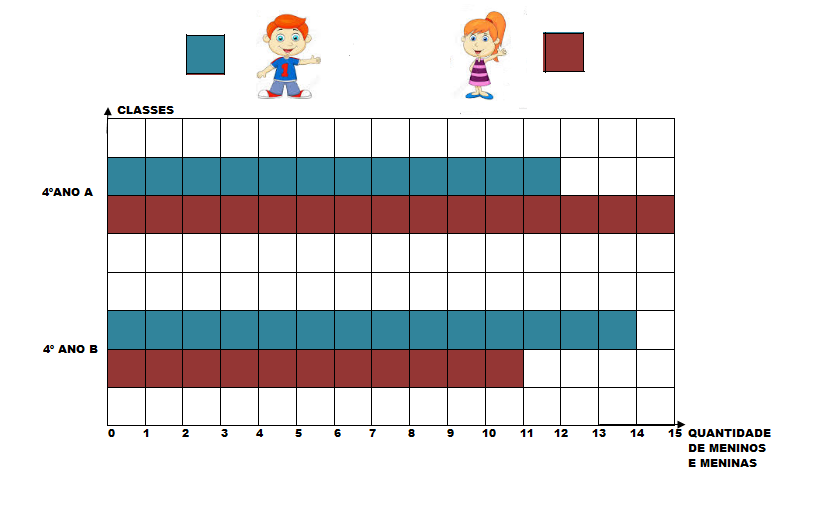 CLASSES
4ºANO A
4º ANO B
0 1 2 3 4 5 6 7 8 9 10 11 12 13 14 15
QUANTIDADE
DE MENINOS
E MENINAS